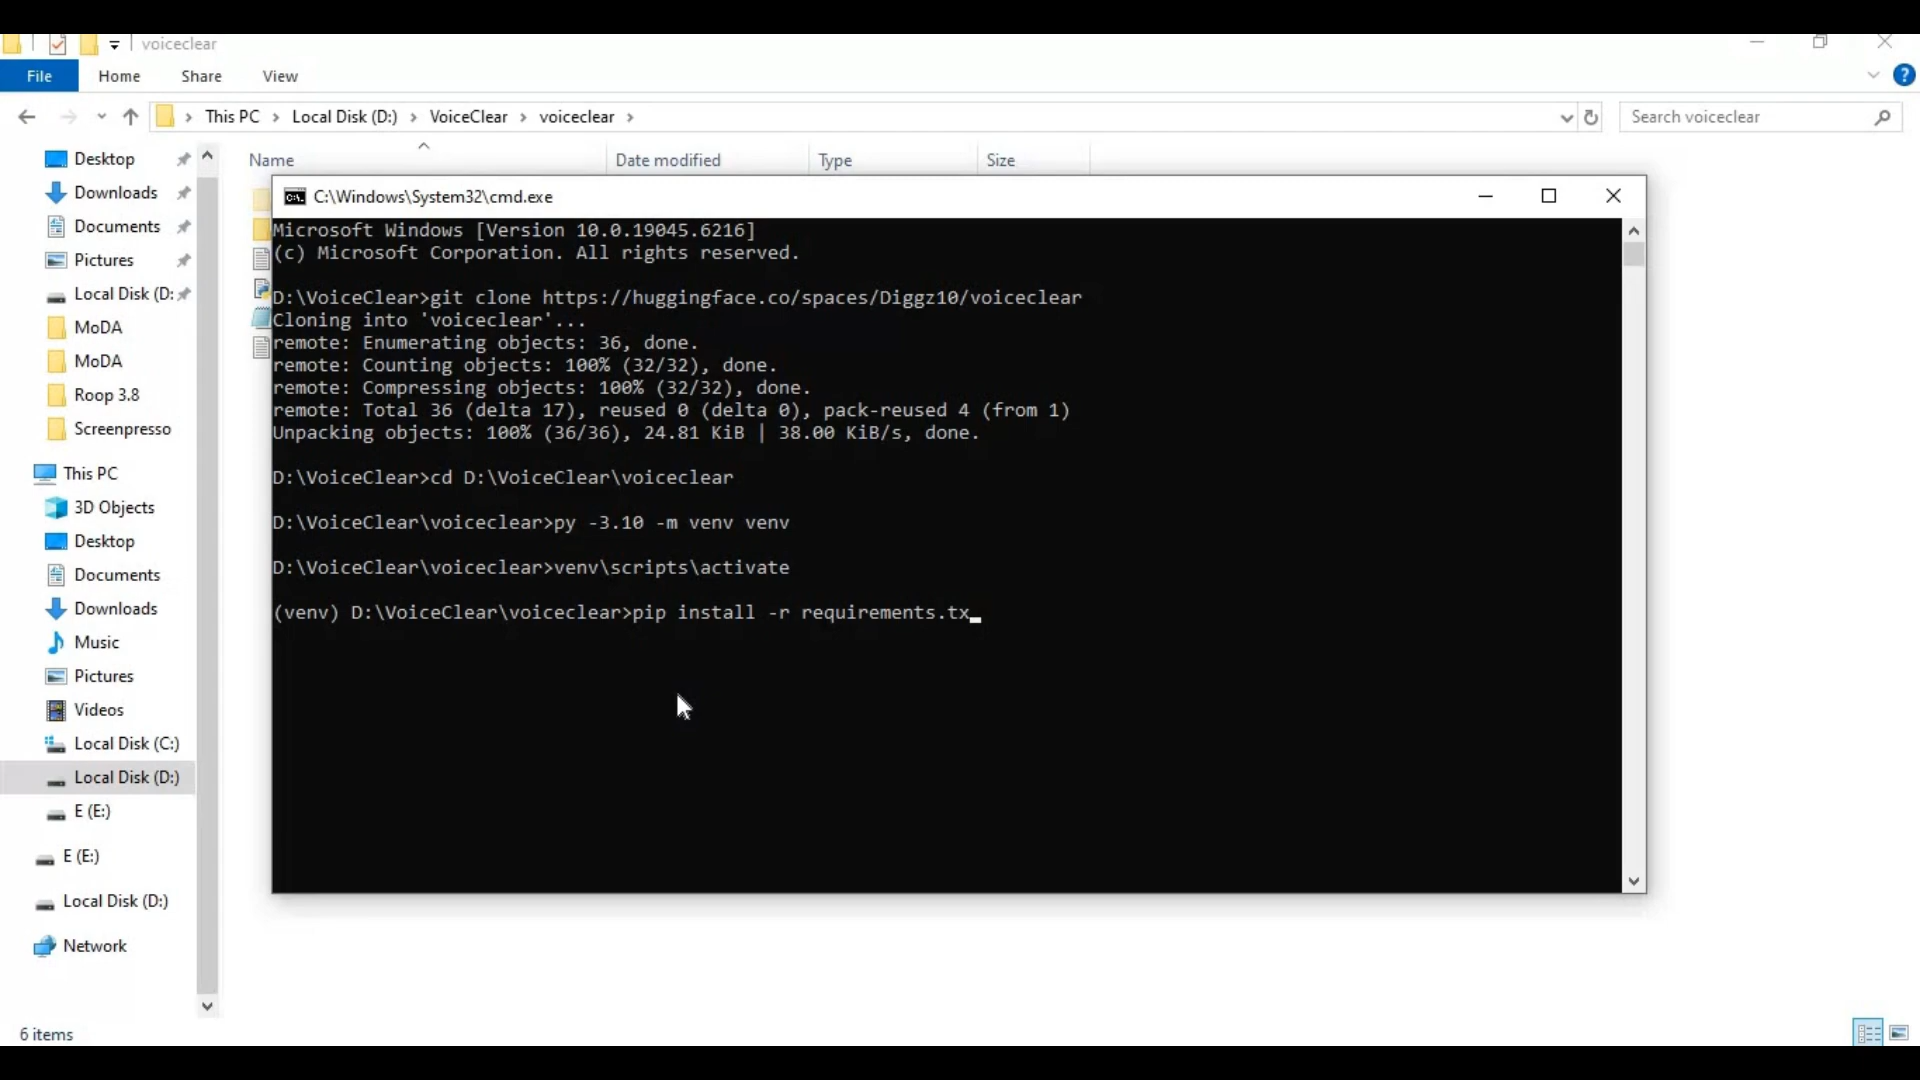 voiceclear
File Home Share View
This PC Local Disk (D:) VoiceClear voiceclear
Search voiceclear
Name Date modified Type Size
Desktop
Downloads
Documents
Pictures
Local Disk (D:
MoDA
MoDA
Roop 3.8
Screenpresso
This PC
3D Objects
Desktop
Documents
Downloads
Music
Pictures
Videos
Local Disk (C:)
Local Disk (D:)
E (E:)
E (E:)
Local Disk (D:)
Network
6 items
C:\Windows\System32\cmd.exe
Microsoft Windows [Version 10.0.19045.6216]
(c) Microsoft Corporation. All rights reserved.
D:\VoiceClear>git clone https://huggingface.co/spaces/Diggz10/voiceclear
Cloning into 'voiceclear'...
remote: Enumerating objects: 36, done.
remote: Counting objects: 100% (32/32), done.
remote: Compressing objects: 100% (32/32), done.
remote: Total 36 (delta 17), reused 0 (delta 0), pack-reused 4 (from 1)
Unpacking objects: 100% (36/36), 24.81 KiB | 38.00 KiB/s, done.
D:\VoiceClear>cd D:\VoiceClear\voiceclear
D:\VoiceClear\voiceclear>py -3.10 -m venv venv
D:\VoiceClear\voiceclear>venv\scripts\activate
(venv) D:\VoiceClear\voiceclear>pip install -r requirements.tx